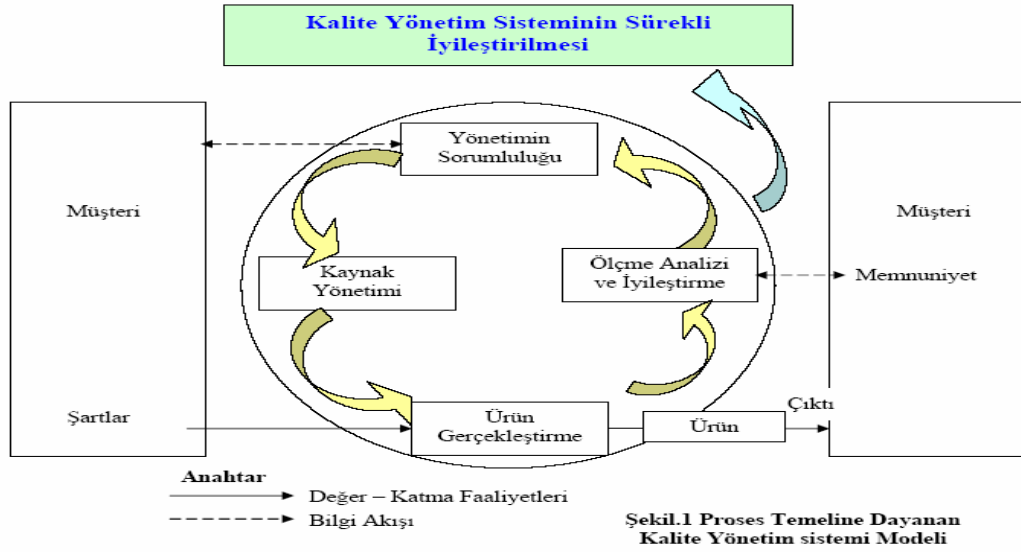 Kalite Yönetim Sisteminin Sürekli
İyileştirilmesi
Yönetimin
Sorumluluğu
Müşteri
Müşteri
Kaynak
Yönetimi
Ölçme Analizi
ve İyileştirme
Memnuniyet
Şartlar
Ürün
Gerçekleştirme
Ürün
Çıktı
Anahtar
Değer – Katma Faaliyetleri
Bilgi Akışı
Şekil.1 Proses Temeline Dayanan
Kalite Yönetim sistemi Modeli